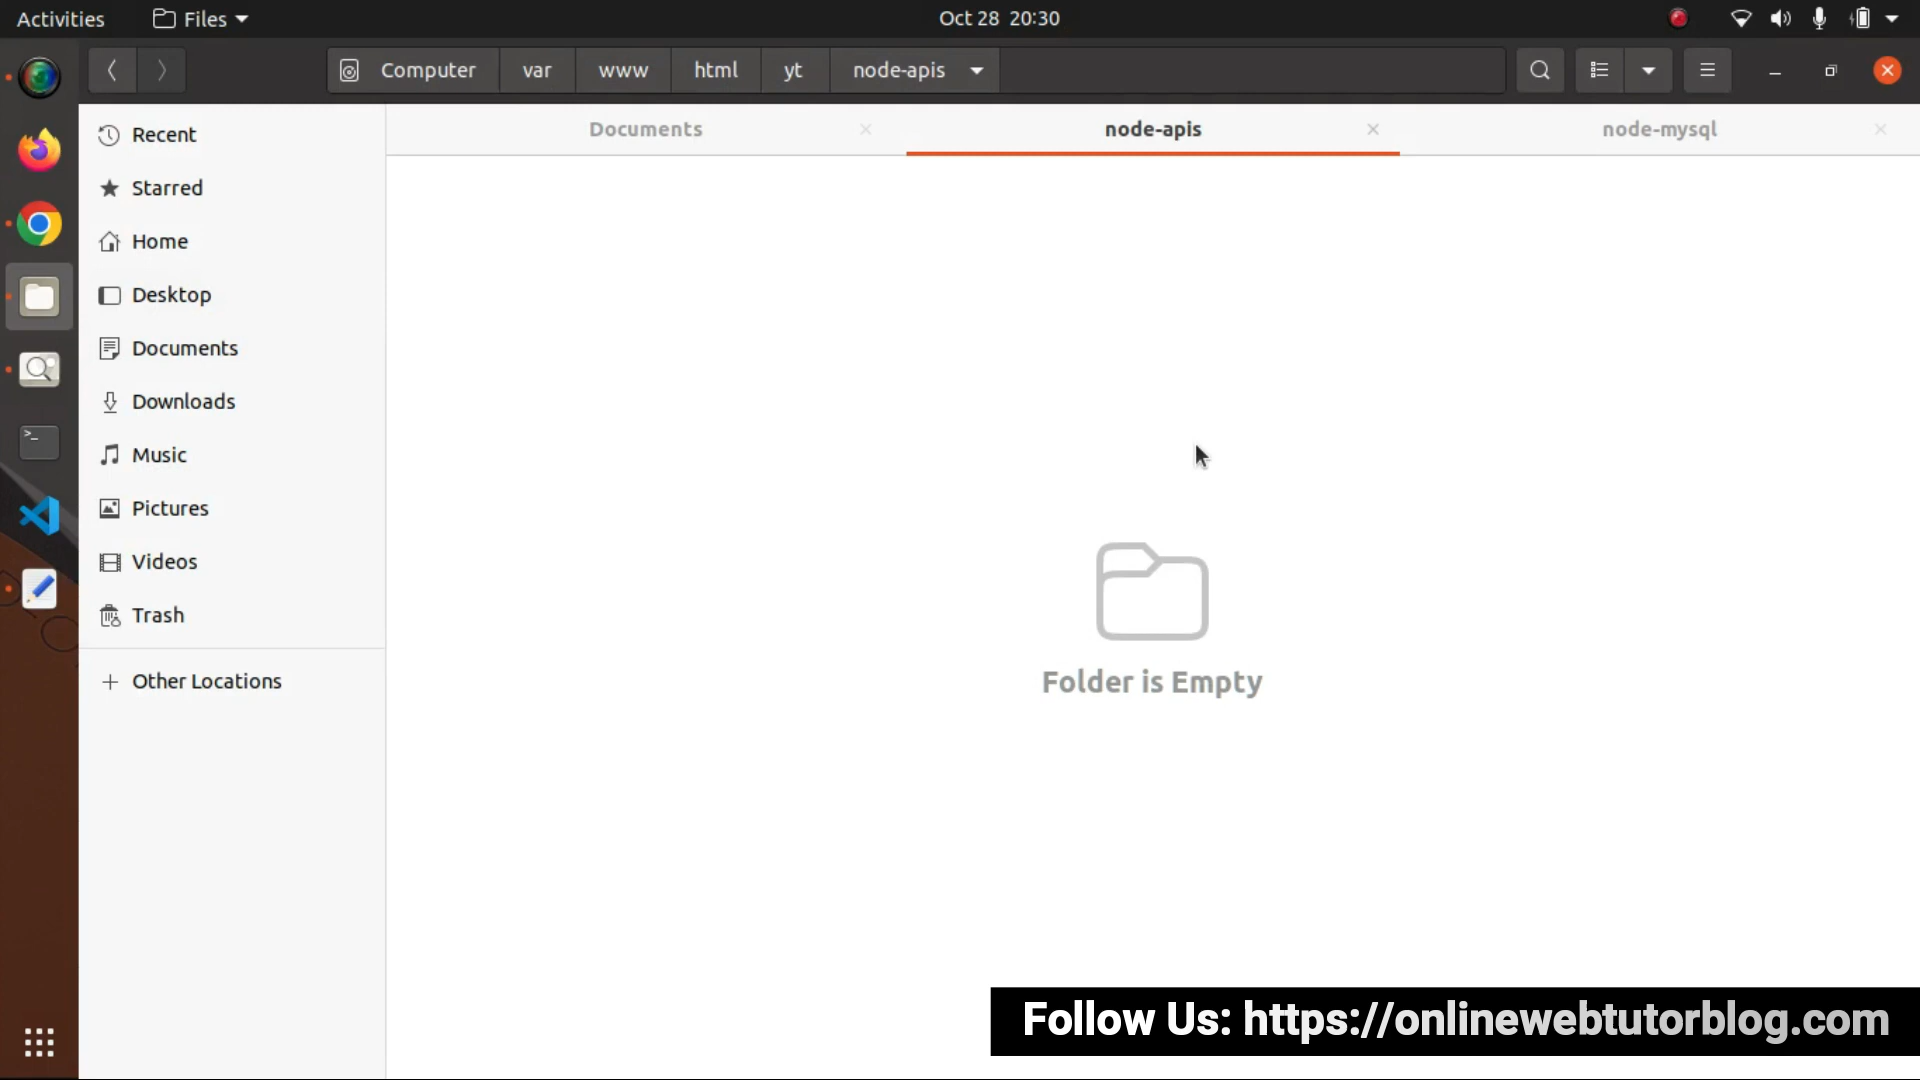 Activities Files Oct 28 20:30
Computer var www html yt node-apis
Documents node-apis node-mysql
Recent
Starred
Home
Desktop
Documents
Downloads
Music
Pictures
Videos
Trash
Other Locations
Folder is Empty
Follow Us: https://onlinewebtutorblog.com